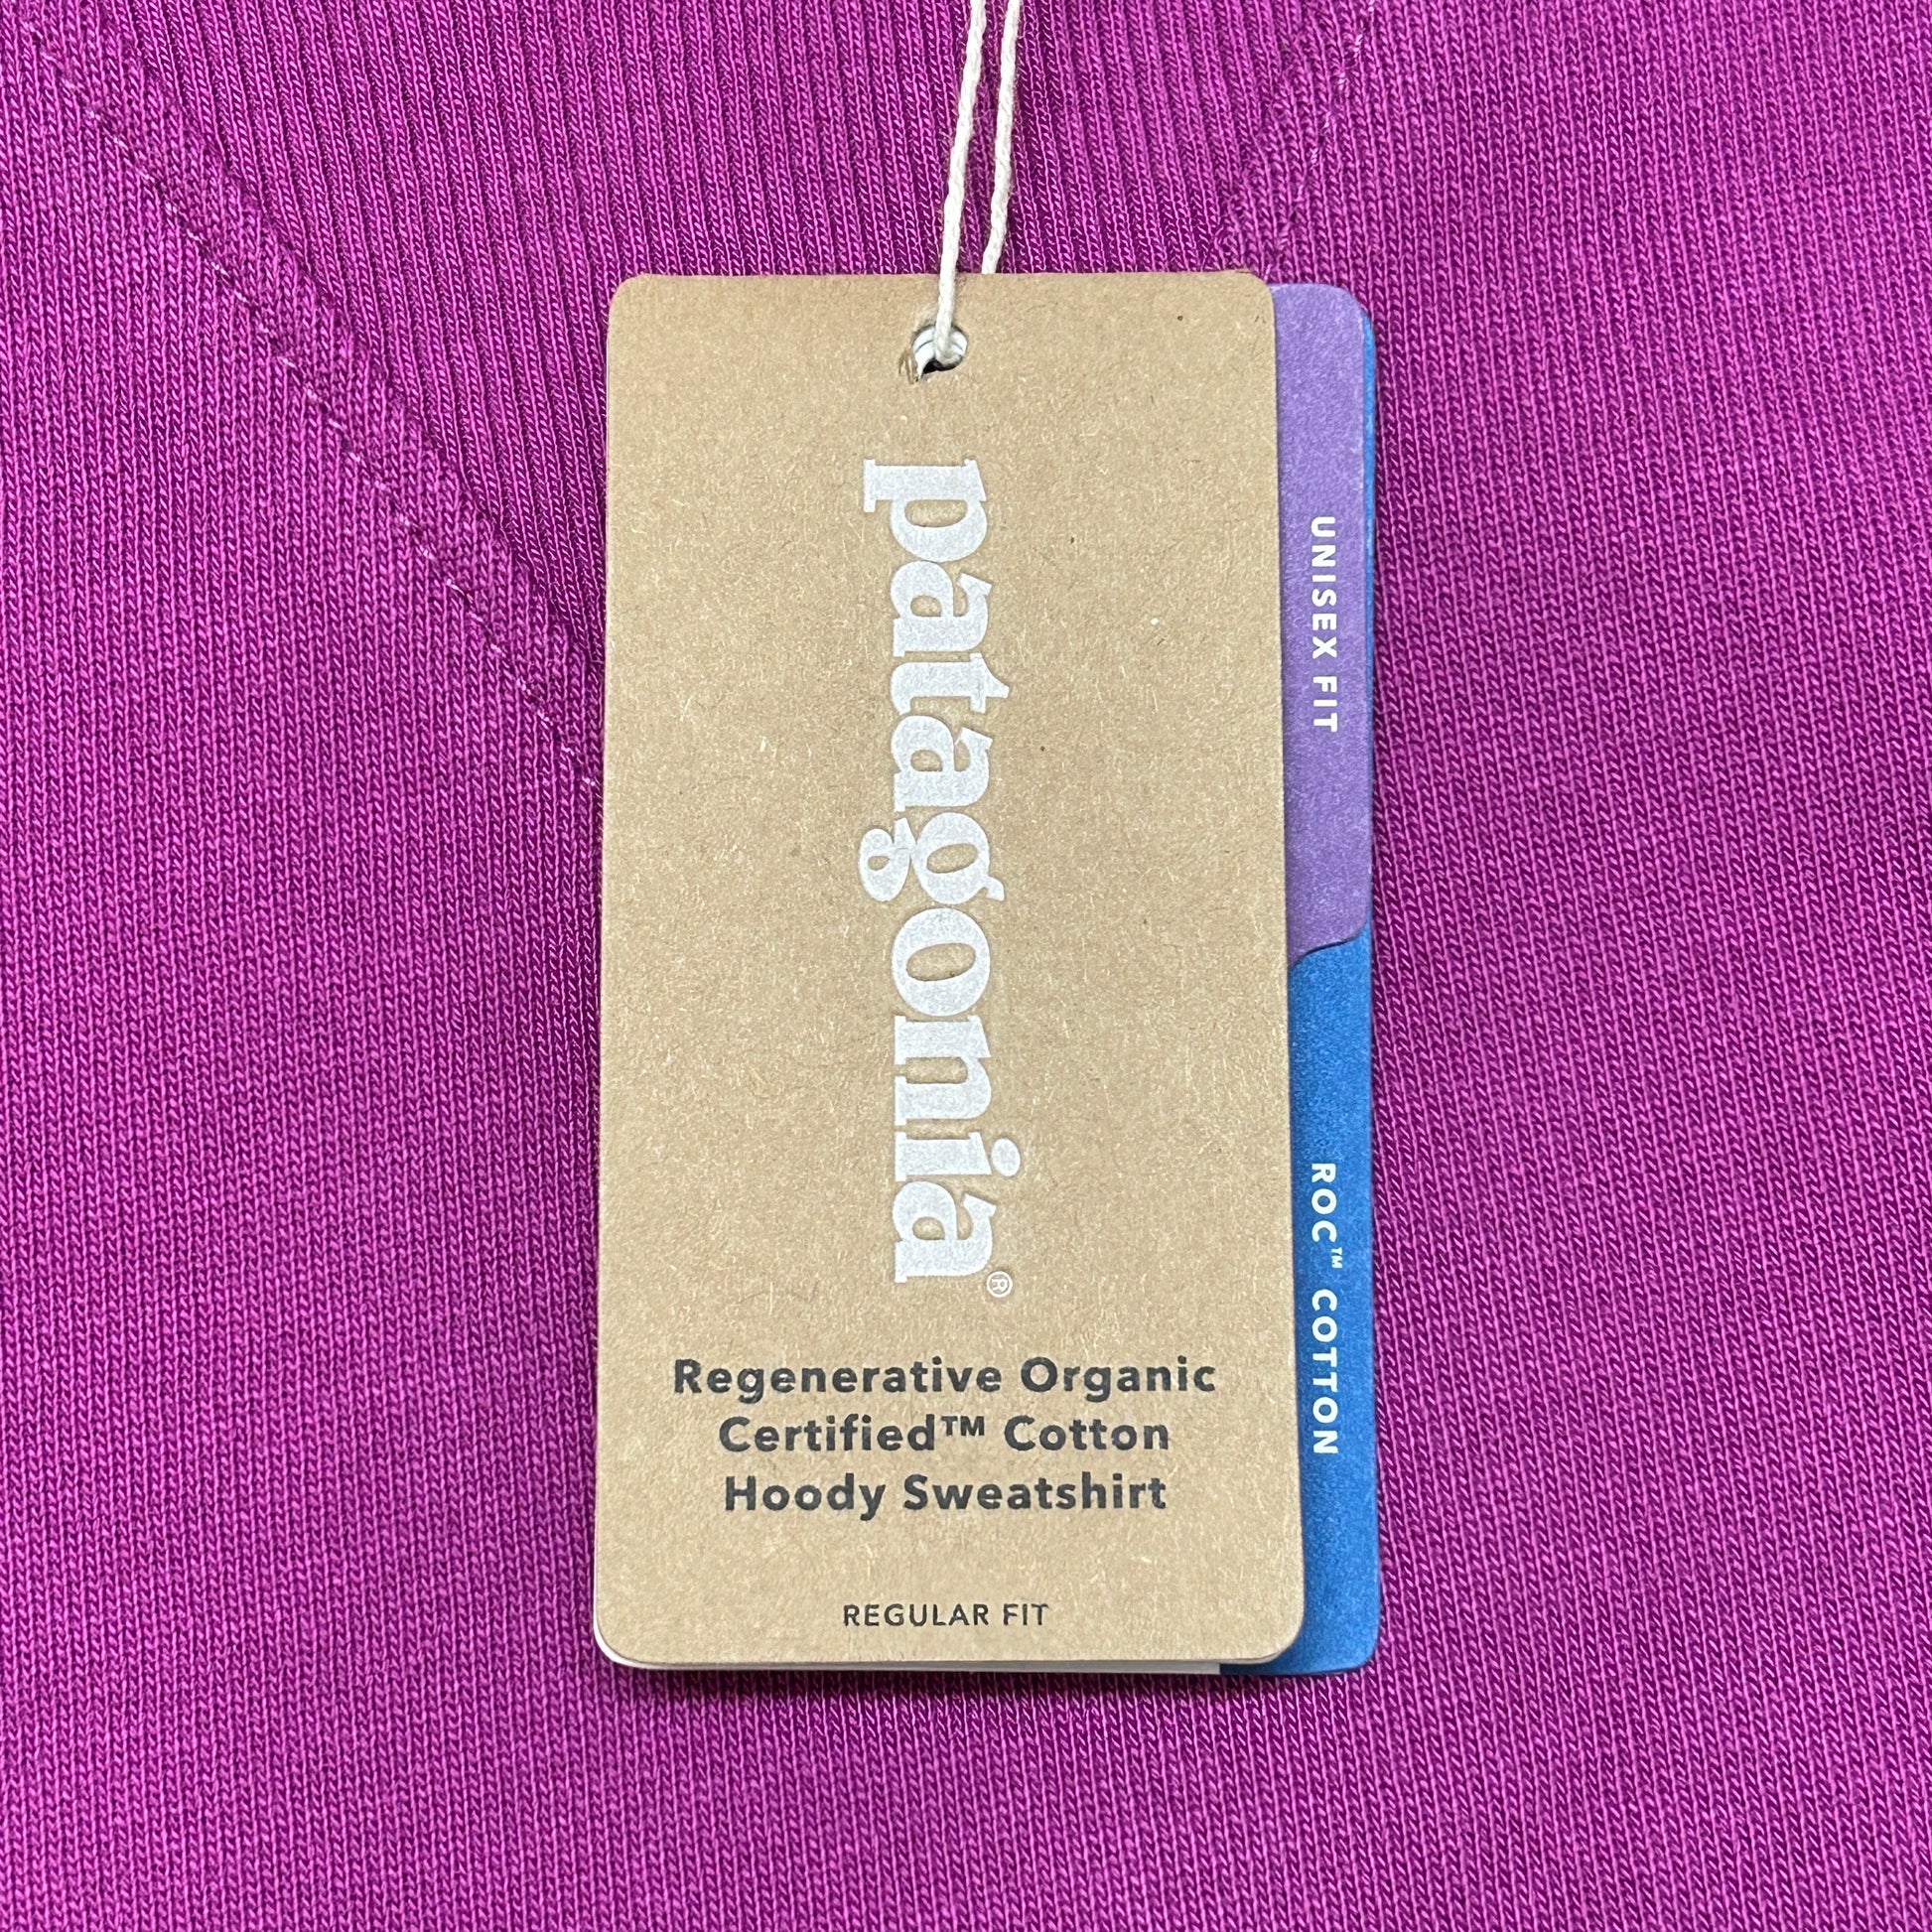 patagonia®
Regenerative Organic
Certified™ Cotton
Hoody Sweatshirt
REGULAR FIT
UNISEX FIT
ROC™ COTTON